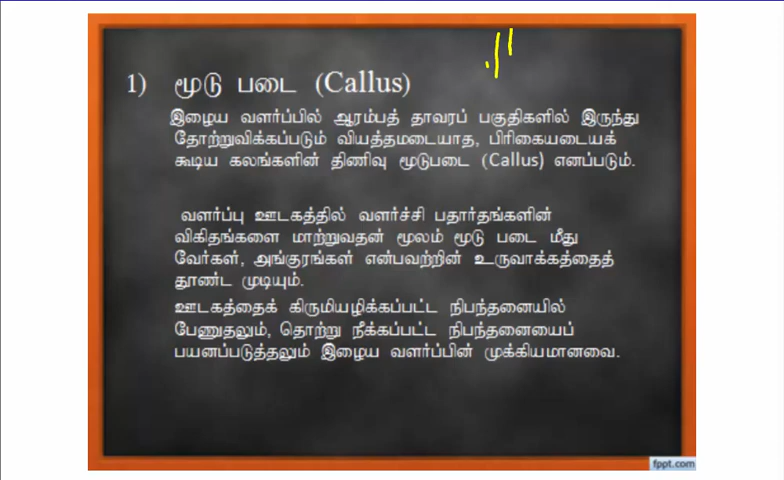 1) மூடு படை (Callus)
இழைய வளர்ப்பில் ஆரம்பத் தாவரப் பகுதிகளில் இருந்து
தோற்றுவிக்கப்படும் வியத்தமடையாத, பிரிகையடையக்
கூடிய கலங்களின் திணிவு மூடுபடை (Callus) எனப்படும்.
வளர்ப்பு ஊடகத்தில் வளர்ச்சி பதார்தங்களின்
விகிதங்களை மாற்றுவதன் மூலம் மூடு படை மீது
வேர்கள், அங்குரங்கள் என்பவற்றின் உருவாக்கத்தைத்
தூண்ட முடியும்.
ஊடகத்தைக் கிருமியழிக்கப்பட்ட நிபந்தனையில்
பேணுதலும், தொற்று நீக்கப்பட்ட நிபந்தனையைப்
பயனப்படுத்தலும் இழைய வளர்ப்பின் முக்கியமானவை.
fppt.com